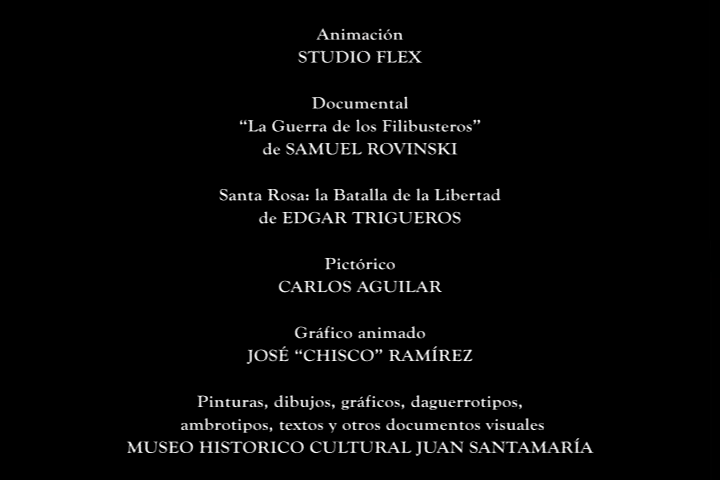 Animación
STUDIO FLEX
Documental
“La Guerra de los Filibusteros”
de SAMUEL ROVINSKI
Santa Rosa: la Batalla de la Libertad
de EDGAR TRIGUEROS
Pictórico
CARLOS AGUILAR
Gráfico animado
JOSÉ “CHISCO” RAMÍREZ
Pinturas, dibujos, gráficos, daguerrotipos,
ambrotipos, textos y otros documentos visuales
MUSEO HISTORICO CULTURAL JUAN SANTAMARÍA